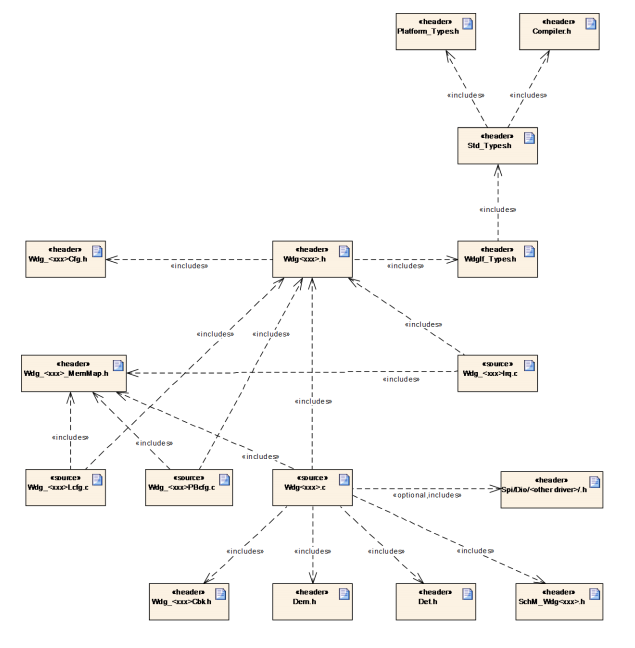 «header»
Platform_Types.h
«header»
Compiler.h
«includes»
«includes»
«header»
Std_Types.h
«includes»
«header»
Wdg_<xxx>Cfg.h
«header»
Wdg<xxx>.h
«header»
WdgIf_Types.h
«includes»
«includes»
«includes»
«includes»
«includes»
«header»
Wdg_<xxx>_MemMap.h
«source»
Wdg_<xxx>Irq.c
«includes»
«includes»
«includes»
«includes»
«includes»
«source»
Wdg_<xxx>Lcfg.c
«source»
Wdg_<xxx>PBcfg.c
«source»
Wdg<xxx>.c
«optional,includes»
«header»
Spi/Dio/<other driver>/.h
«includes»
«includes»
«includes»
«includes»
«header»
Wdg_<xxx>Cbk.h
«header»
Dem.h
«header»
Det.h
«header»
SchM_Wdg<xxx>.h